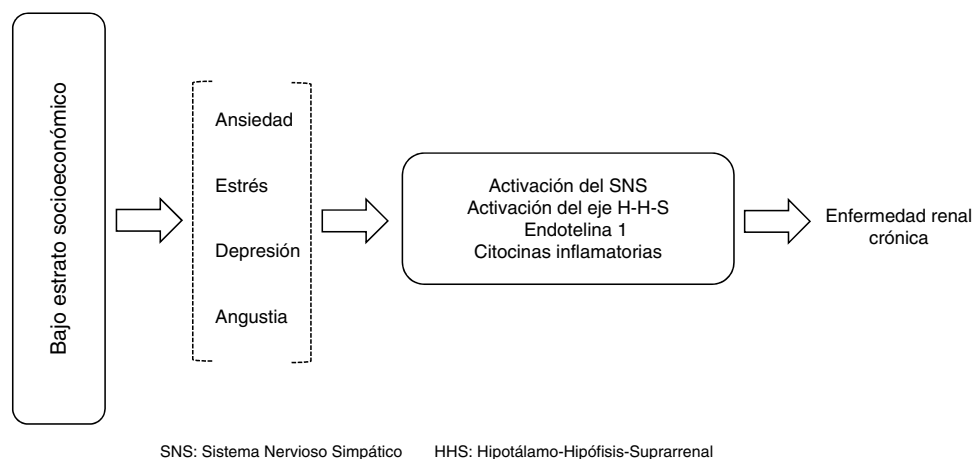 Bajo estrato socioeconómico
Ansiedad
Estrés
Depresión
Angustia
Activación del SNS
Activación del eje H-H-S
Endotelina 1
Citocinas inflamatorias
Enfermedad renal
crónica
SNS: Sistema Nervioso Simpático HHS: Hipotálamo-Hipófisis-Suprarrenal